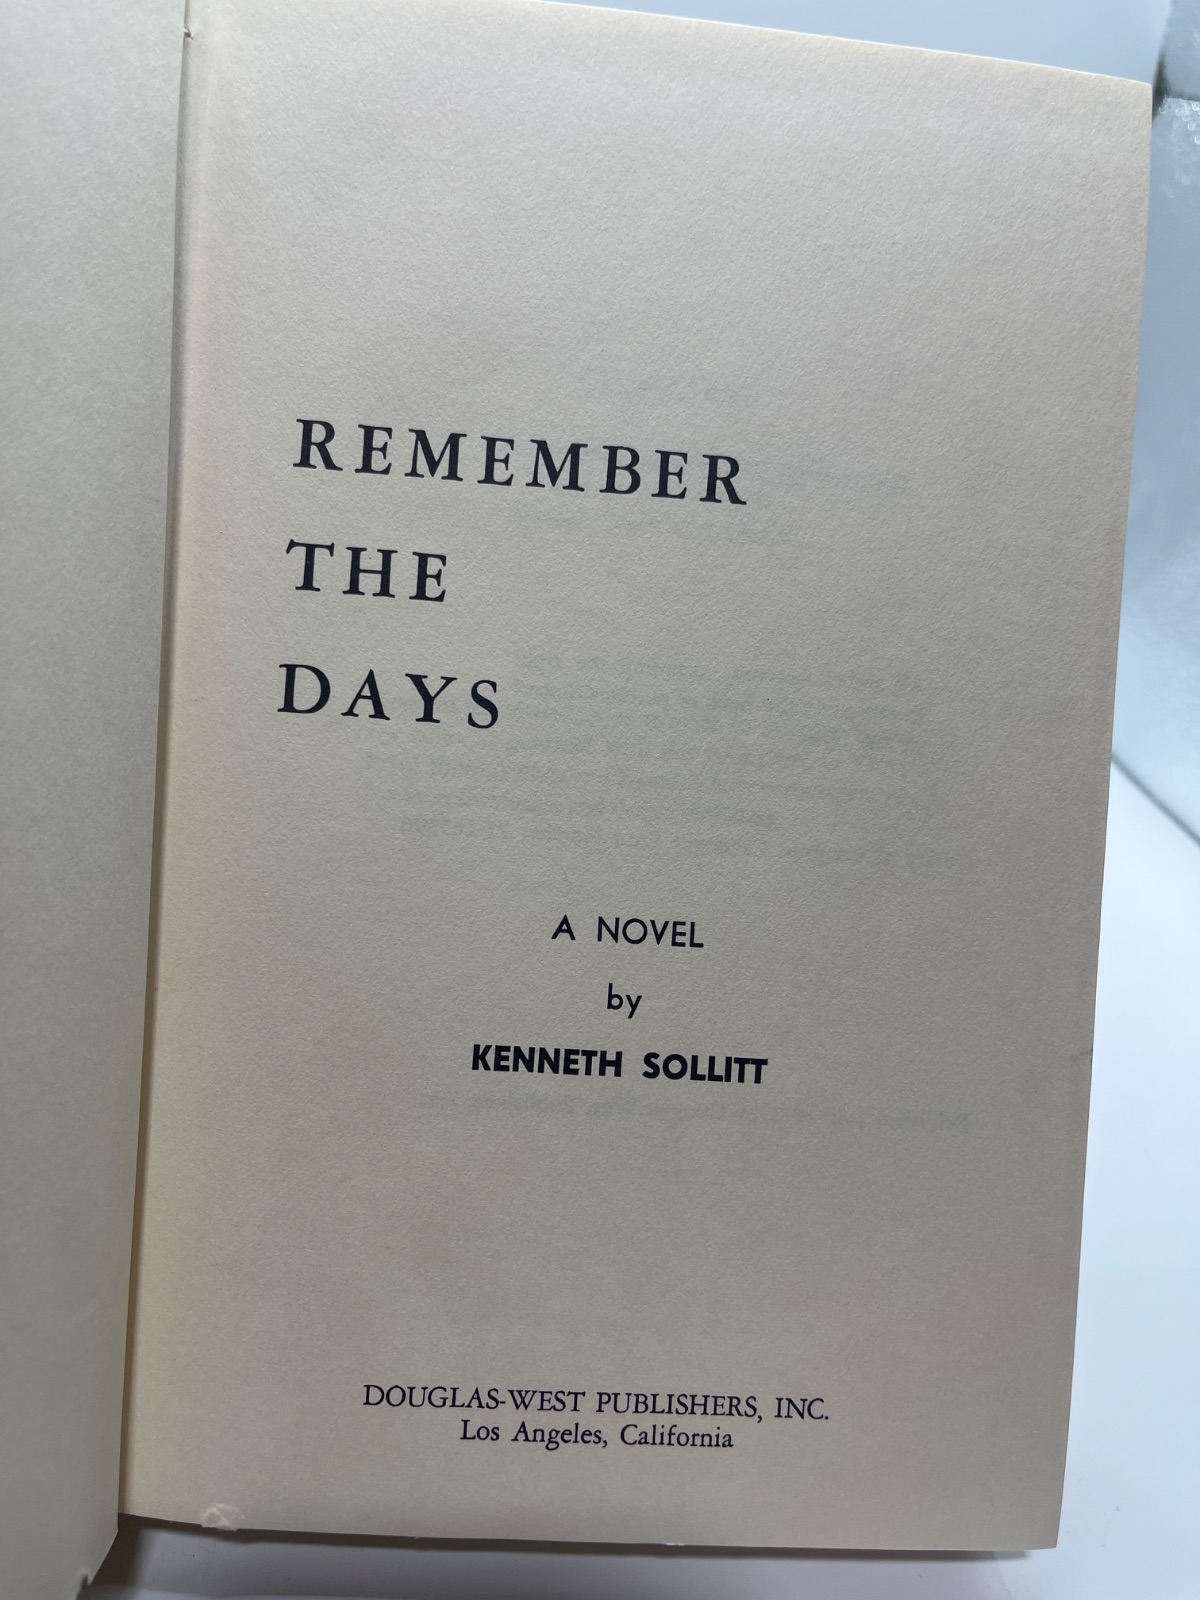 REMEMBER
THE
DAYS
A NOVEL
by
KENNETH SOLLITT
DOUGLAS-WEST PUBLISHERS, INC.
Los Angeles, California